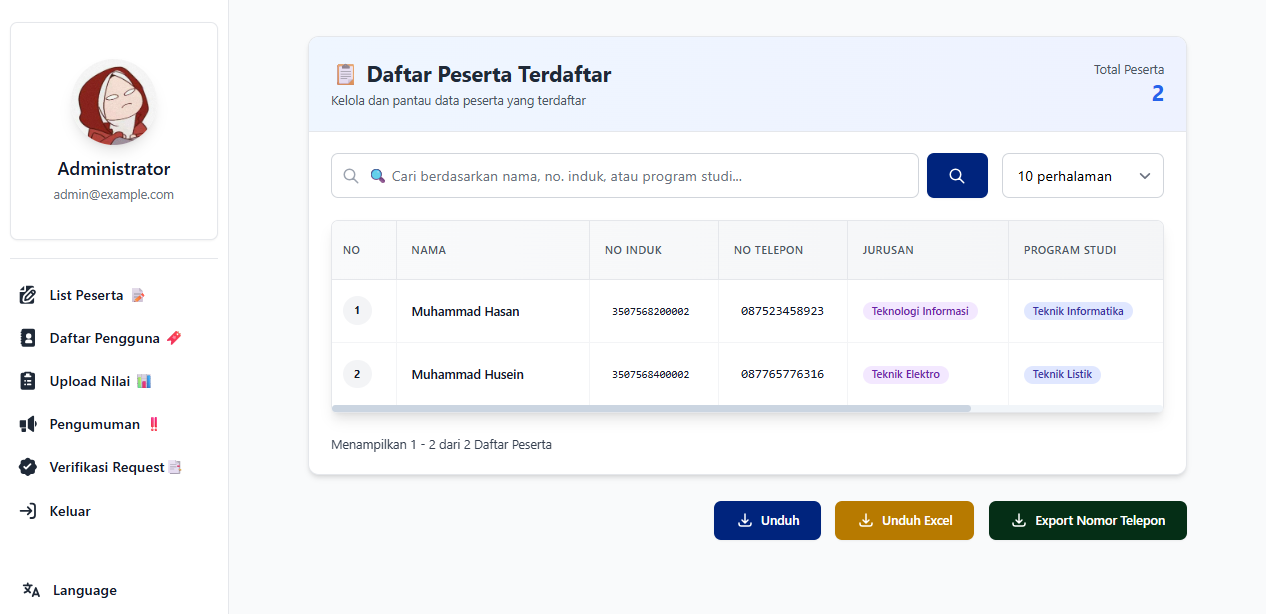 Administrator
admin@example.com
List Peserta
Daftar Pengguna
Upload Nilai
Pengumuman
Verifikasi Request
Keluar
Language
Daftar Peserta Terdaftar
Kelola dan pantau data peserta yang terdaftar
Total Peserta
2
Cari berdasarkan nama, no. induk, atau program studi...
10 perhalaman
NO NAMA NO INDUK NO TELEPON JURUSAN PROGRAM STUDI
1 Muhammad Hasan 3507568200002 087523458923 Teknologi Informasi Teknik Informatika
2 Muhammad Husein 3507568400002 087765776316 Teknik Elektro Teknik Listik
Menampilkan 1 - 2 dari 2 Daftar Peserta
Unduh Unduh Excel Export Nomor Telepon